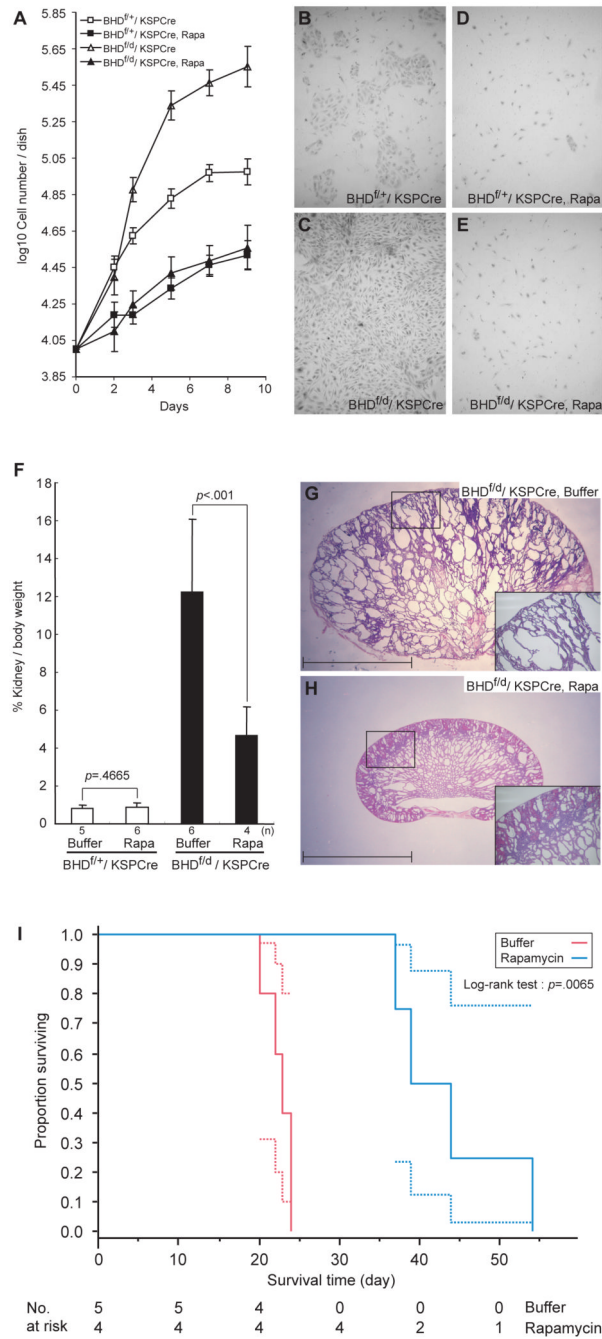 A
BHDf/+/ KSPCre
BHDf/+/ KSPCre, Rapa
BHDf/d/ KSPCre
BHDf/d/ KSPCre, Rapa
log10 Cell number / dish
5.85
5.65
5.45
5.25
5.05
4.85
4.65
4.45
4.25
4.05
3.85
0 2 4 6 8 10
Days
B
BHDf/+/ KSPCre
D
BHDf/+/ KSPCre, Rapa
C
BHDf/d/ KSPCre
E
BHDf/d/ KSPCre, Rapa
F
% Kidney / body weight
18
16
14
12
10
8
6
4
2
0
p<.001
p=.4665
5 6 6 4 (n)
Buffer Rapa Buffer Rapa
BHDf/+/ KSPCre BHDf/d / KSPCre
G
BHDf/d/ KSPCre, Buffer
H
BHDf/d/ KSPCre, Rapa
I
Proportion surviving
1.0
0.9
0.8
0.7
0.6
0.5
0.4
0.3
0.2
0.1
0.0
Buffer
Rapamycin
Log-rank test : p=.0065
0 10 20 30 40 50
Survival time (day)
No. 5 5 4 0 0 0 Buffer
at risk 4 4 4 4 2 1 Rapamycin